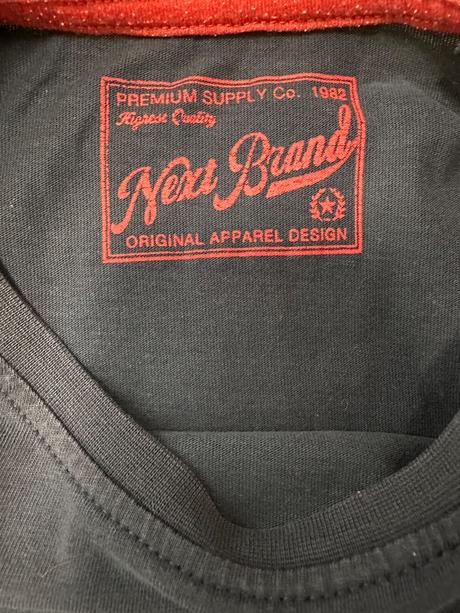 PREMIUM SUPPLY Co. 1982
Highest Quality
Next Brand
ORIGINAL APPAREL DESIGN